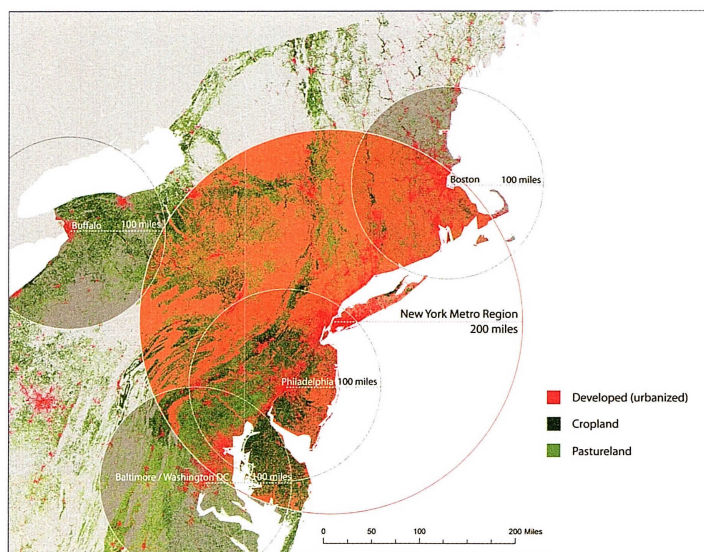 Boston
100 miles
Buffalo
100 miles
New York Metro Region
200 miles
Philadelphia
100 miles
Developed (urbanized)
Cropland
Pastureland
Baltimore / Washington DC
100 miles
0
50
100
200 Miles